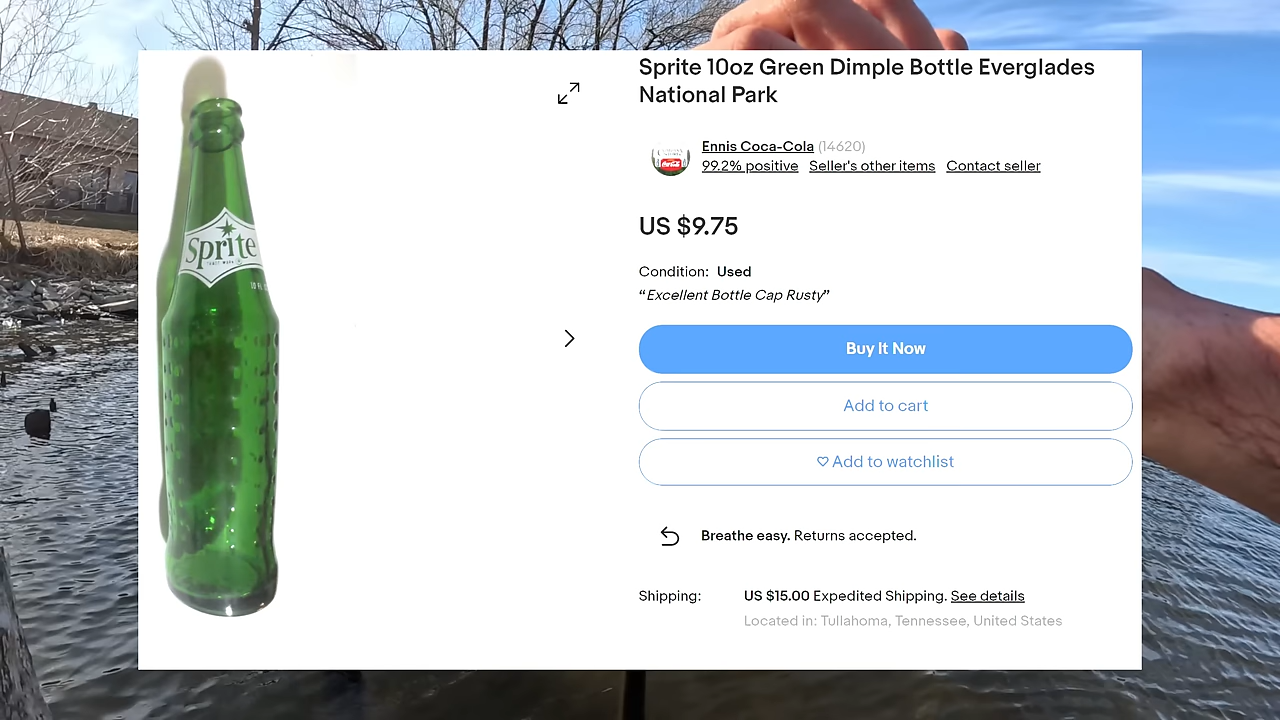 Sprite 10oz Green Dimple Bottle Everglades
National Park
Ennis Coca-Cola (14620)
99.2% positive Seller's other items Contact seller
US $9.75
Condition: Used
“Excellent Bottle Cap Rusty”
Buy It Now
Add to cart
Add to watchlist
Breathe easy. Returns accepted.
Shipping: US $15.00 Expedited Shipping. See details
Located in: Tullahoma, Tennessee, United States
Sprite
10 FL